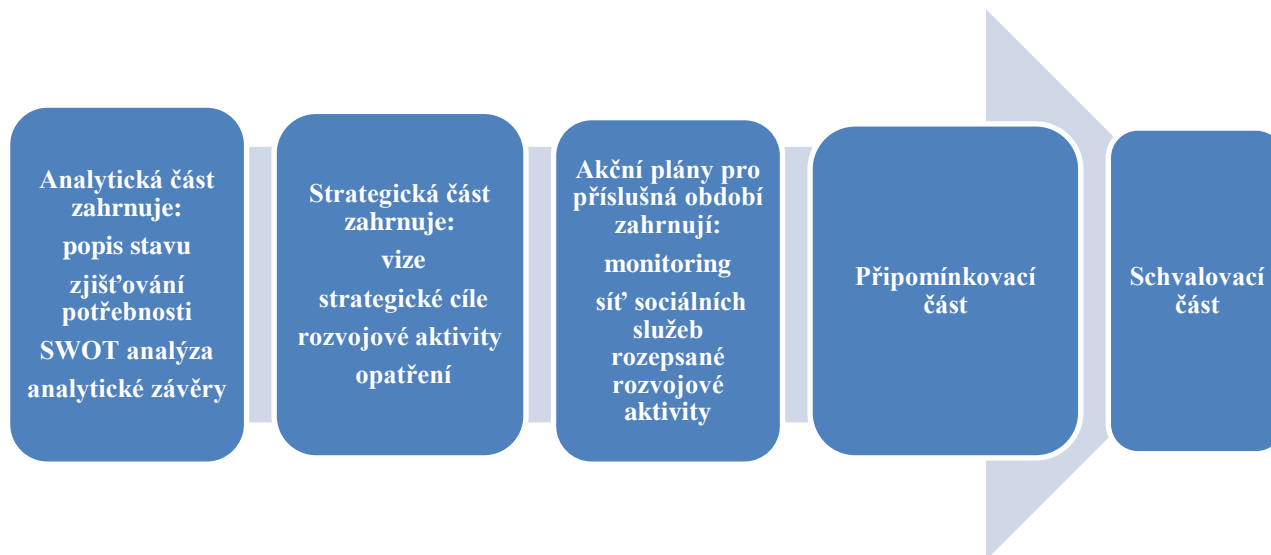 Analytická část
zahrnuje:
popis stavu
zjišťování
potřebnosti
SWOT analýza
analytické závěry
Strategická část
zahrnuje:
vize
strategické cíle
rozvojové aktivity
opatření
Akční plány pro
příslušná období
zahrnují:
monitoring
síť sociálních
služeb
rozepsané
rozvojové
aktivity
Připomínkovací
část
Schvalovací
část